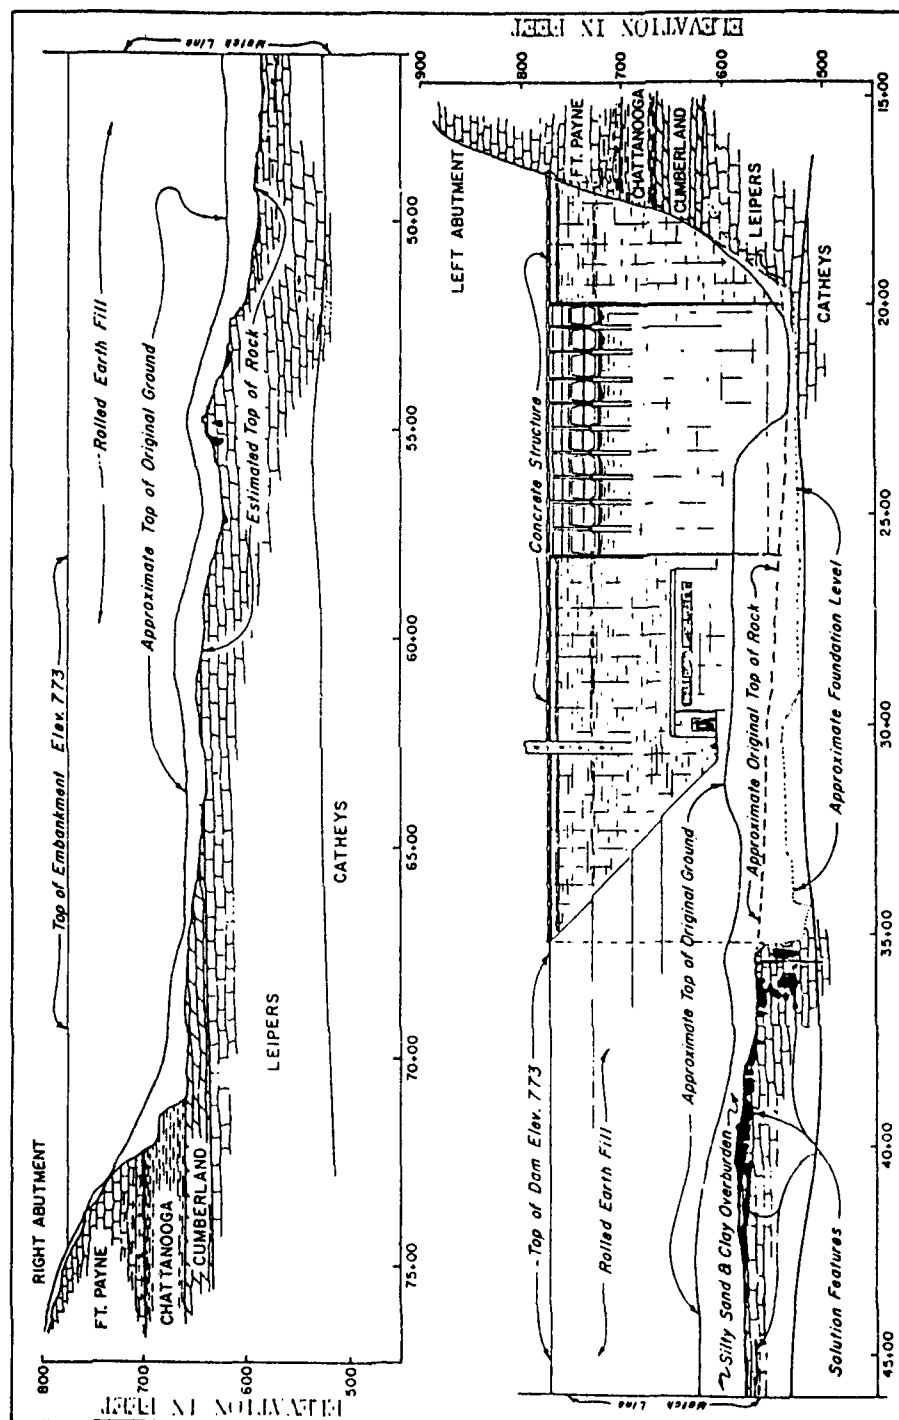 ELEVATION IN FEET
800
700
600
500
RIGHT ABUTMENT
FT. PAYNE
CHATTANOOGA
CUMBERLAND
LEIPERS
CATHEYS
Top of Embankment Elev. 773
Rolled Earth Fill
Approximate Top of Original Ground
Estimated Top of Rock
Match Line
75+00
70+00
65+00
60+00
55+00
50+00
Match Line
Top of Dam Elev. 773
Rolled Earth Fill
Approximate Top of Original Ground
Silty Sand & Clay Overburden
Solution Features
Concrete Structure
Approximate Original Top of Rock
Approximate Foundation Level
LEFT ABUTMENT
FT. PAYNE
CHATTANOOGA
CUMBERLAND
LEIPERS
CATHEYS
ELEVATION IN FEET
900
800
700
600
500
45+00
40+00
35+00
30+00
25+00
20+00
15+00